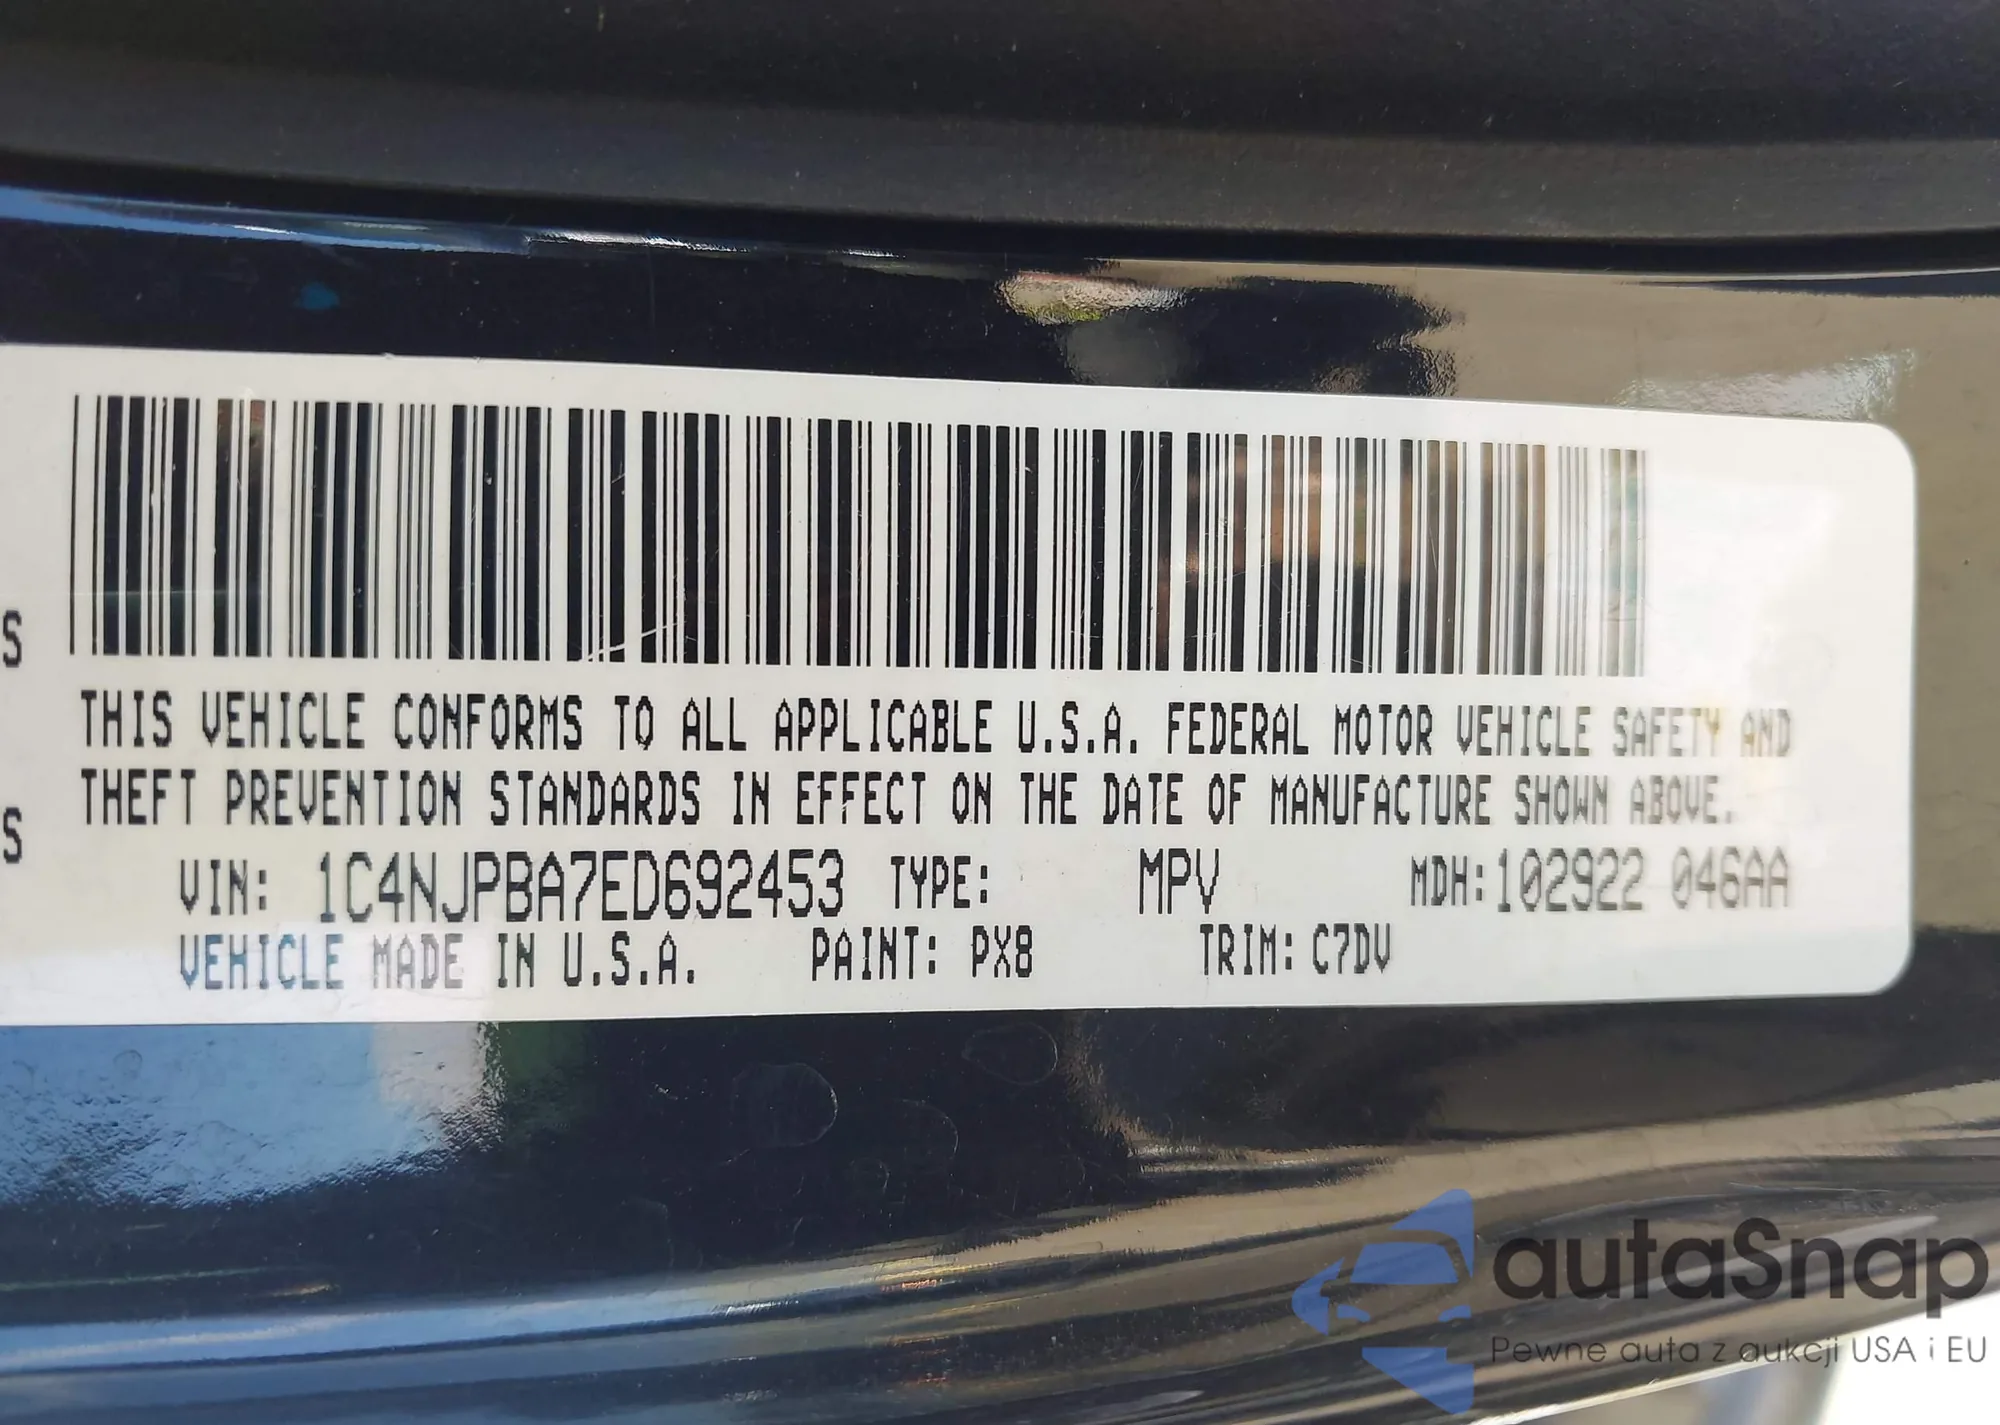 S
THIS VEHICLE CONFORMS TO ALL APPLICABLE U.S.A. FEDERAL MOTOR VEHICLE SAFETY AND
THEFT PREVENTION STANDARDS IN EFFECT ON THE DATE OF MANUFACTURE SHOWN ABOVE.
S
VIN: 1C4NJPBA7ED692453 TYPE: MPV MDH:102922 046AA
VEHICLE MADE IN U.S.A. PAINT: PX8 TRIM: C7DV
autaSnap
Pewne auta z aukcji USA i EU